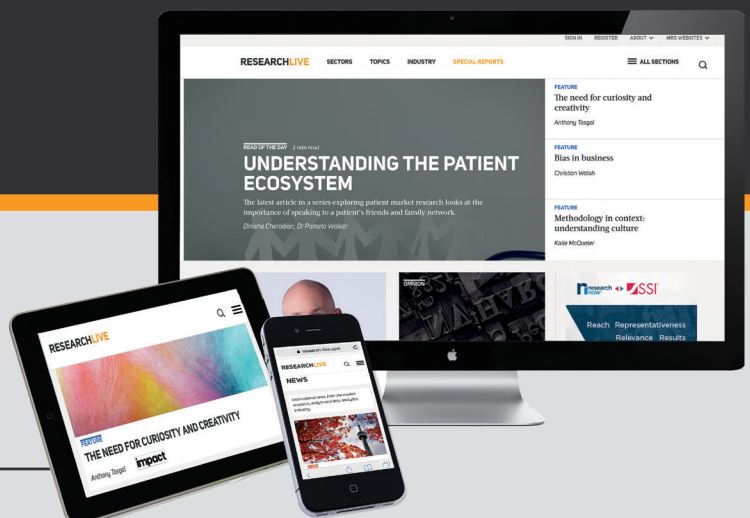 SIGN IN REGISTER ABOUT MRS WEBSITES
RESEARCHLIVE SECTORS TOPICS INDUSTRY SPECIAL REPORTS ALL SECTIONS
READ OF THE DAY 2 min read
UNDERSTANDING THE PATIENT
ECOSYSTEM
The latest article in a series exploring patient market research looks at the
importance of speaking to a patient's friends and family network.
Dinisha Cherodian, Dr Pamela Walker
FEATURE
The need for curiosity and
creativity
Anthony Tasgal
FEATURE
Bias in business
Christian Walsh
FEATURE
Methodology in context:
understanding culture
Katie McQuater
OPINION
research
now
SSI
Reach Representativeness
Relevance Results
RESEARCHLIVE
FEATURE
THE NEED FOR CURIOSITY AND CREATIVITY
Anthony Tasgal impact
research-live.com
RESEARCHLIVE
NEWS
International news from the market
research, insight and data analytics
industry.